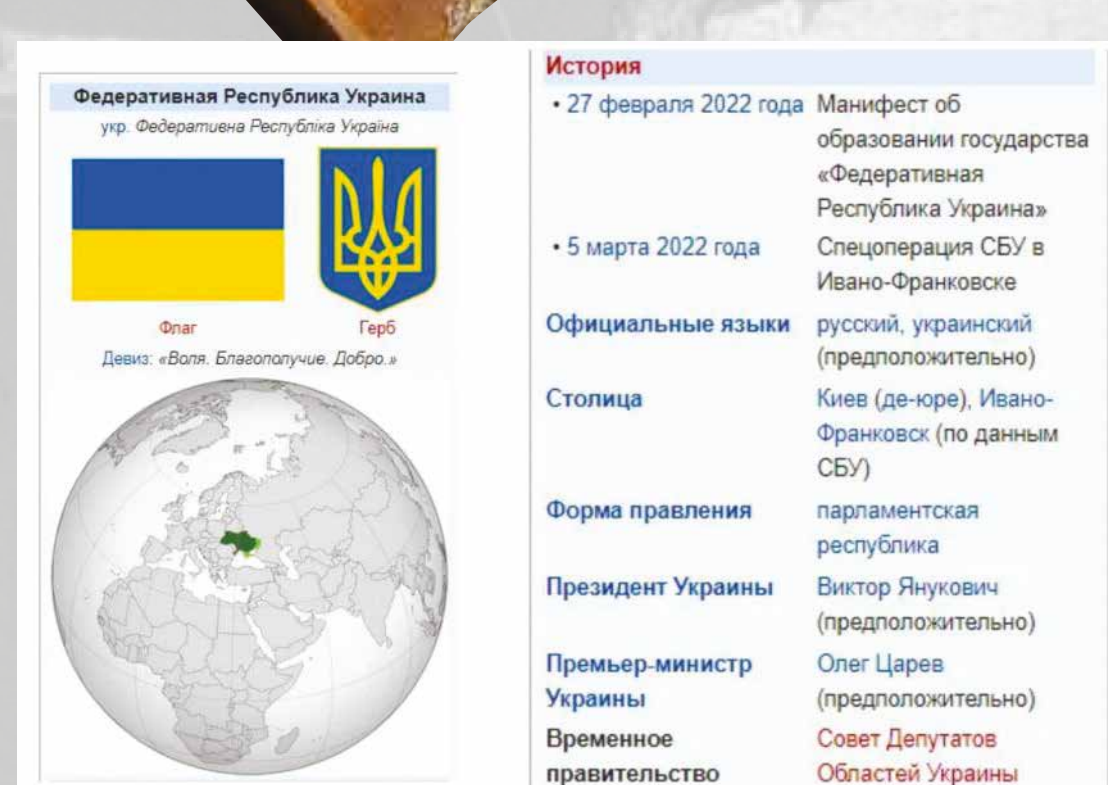 Федеративная Республика Украина
укр. Федеративна Республіка Україна
Флаг
Герб
Девиз: «Воля. Благополучие. Добро.»
История
• 27 февраля 2022 года Манифест об
образовании государства
«Федеративная
Республика Украина»
• 5 марта 2022 года Спецоперация СБУ в
Ивано-Франковске
Официальные языки русский, украинский
(предположительно)
Столица Киев (де-юре), Ивано-
Франковск (по данным
СБУ)
Форма правления парламентская
республика
Президент Украины Виктор Янукович
(предположительно)
Премьер-министр Олег Царев
Украины (предположительно)
Временное Совет Депутатов
правительство Областей Украины